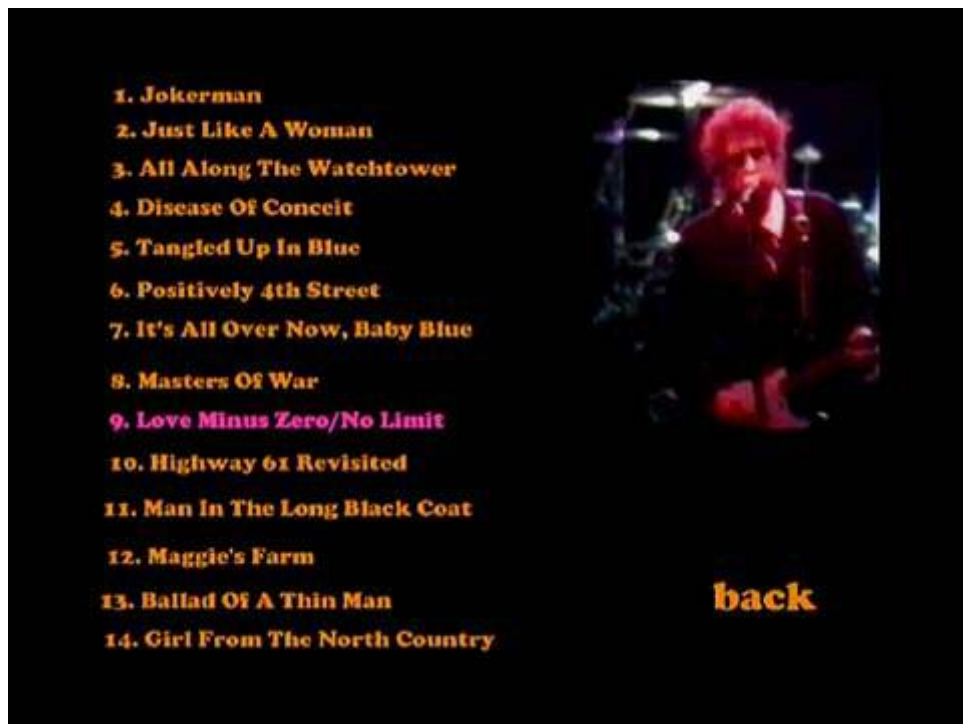 1. Jokerman
2. Just Like A Woman
3. All Along The Watchtower
4. Disease Of Conceit
5. Tangled Up In Blue
6. Positively 4th Street
7. It's All Over Now, Baby Blue
8. Masters Of War
9. Love Minus Zero/No Limit
10. Highway 61 Revisited
11. Man In The Long Black Coat
12. Maggie's Farm
13. Ballad Of A Thin Man
14. Girl From The North Country
back